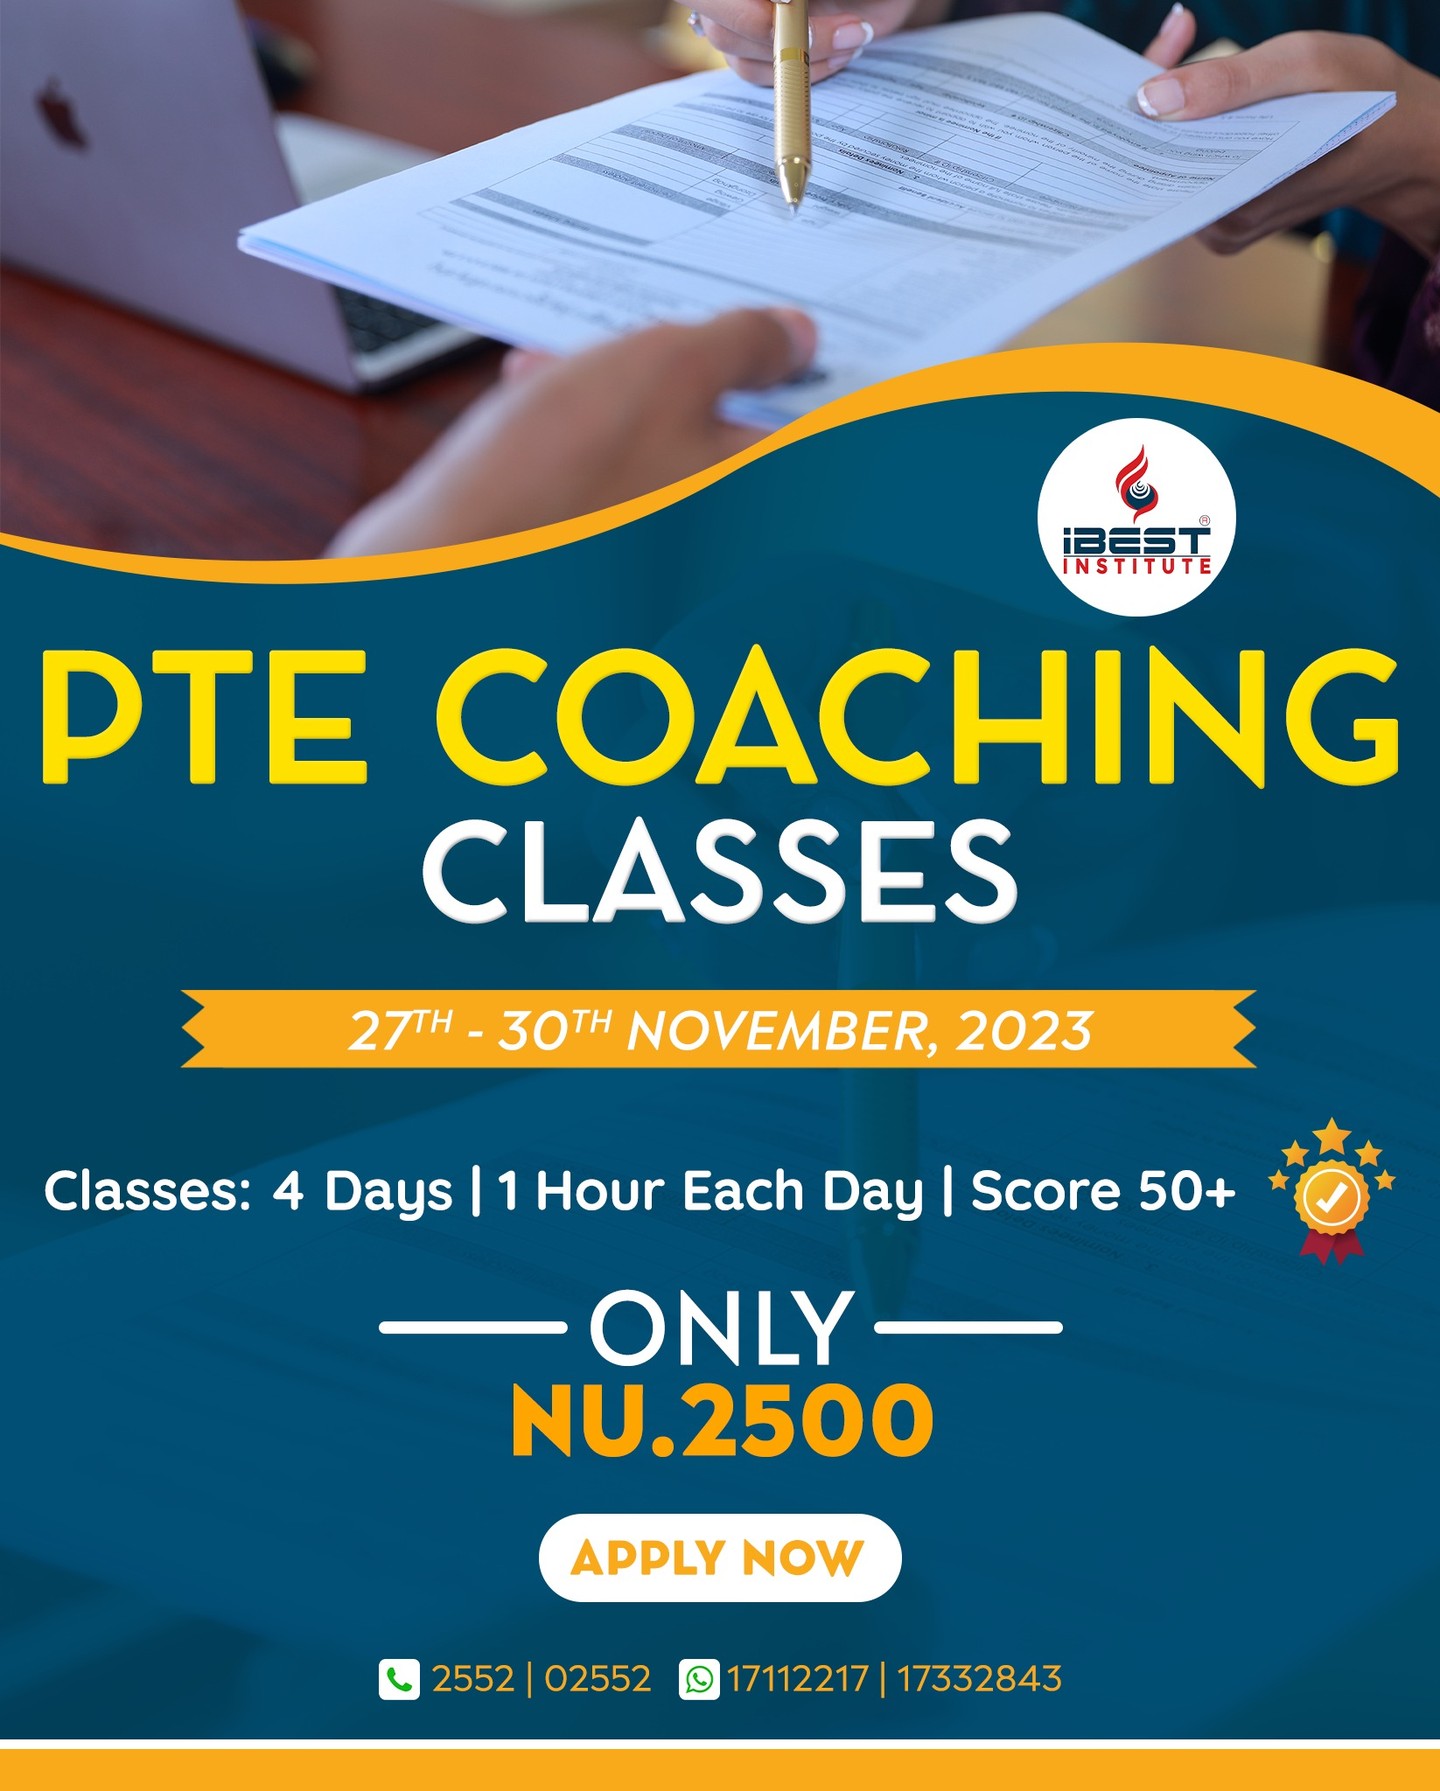 iBEST®
INSTITUTE
PTE COACHING
CLASSES
27TH - 30TH NOVEMBER, 2023
Classes: 4 Days | 1 Hour Each Day | Score 50+
ONLY
NU.2500
APPLY NOW
2552 | 02552 17112217 | 17332843